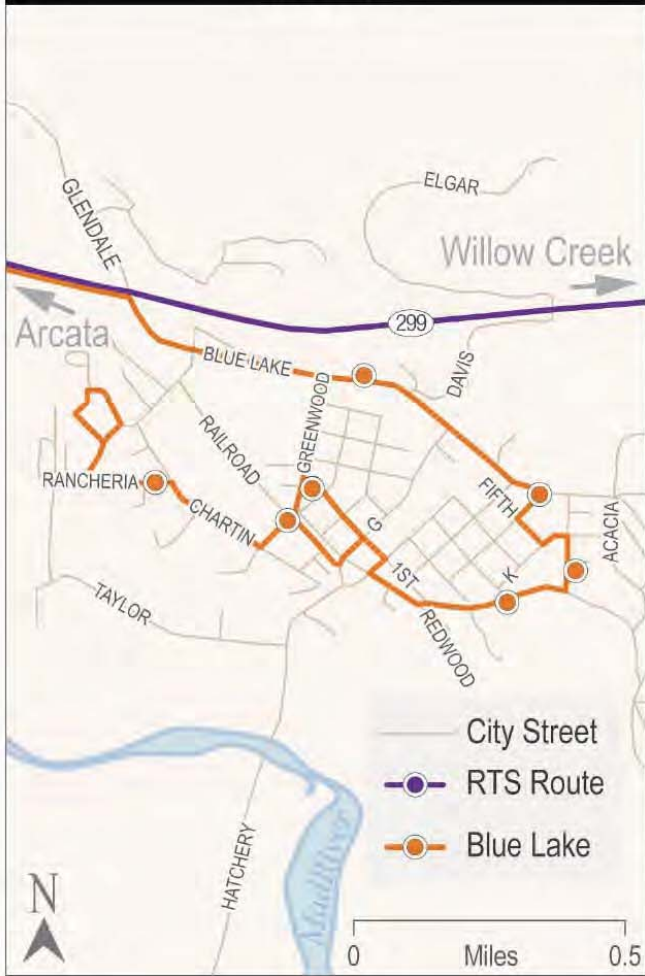 ELGAR
GLENDALE
Willow Creek
299
Arcata
BLUE LAKE
DAVIS
GREENWOOD
RAILROAD
RANCHERIA
FIFTH
CHARTIN
G
ACACIA
1ST
K
TAYLOR
REDWOOD
City Street
RTS Route
Blue Lake
HATCHERY
Mad River
N
0 Miles 0.5